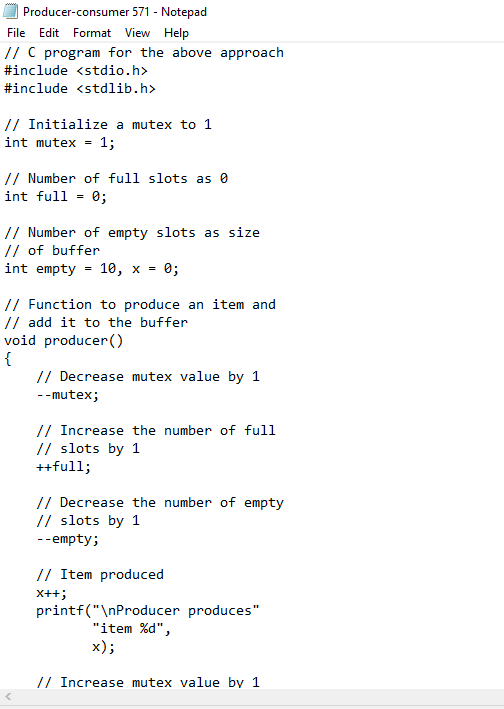 Producer-consumer 571 - Notepad
File Edit Format View Help
// C program for the above approach
#include <stdio.h>
#include <stdlib.h>

// Initialize a mutex to 1
int mutex = 1;

// Number of full slots as 0
int full = 0;

// Number of empty slots as size
// of buffer
int empty = 10, x = 0;

// Function to produce an item and
// add it to the buffer
void producer()
{
    // Decrease mutex value by 1
    --mutex;

    // Increase the number of full
    // slots by 1
    ++full;

    // Decrease the number of empty
    // slots by 1
    --empty;

    // Item produced
    x++;
    printf("\nProducer produces"
           "item %d",
           x);

    // Increase mutex value by 1